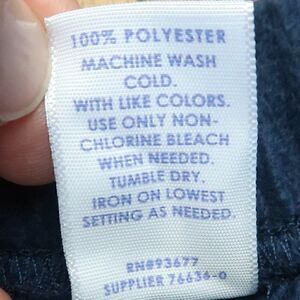 100% POLYESTER
MACHINE WASH
COLD.
WITH LIKE COLORS.
USE ONLY NON-
CHLORINE BLEACH
WHEN NEEDED.
TUMBLE DRY.
IRON ON LOWEST
SETTING AS NEEDED.
RN#93677
SUPPLIER 76636-0